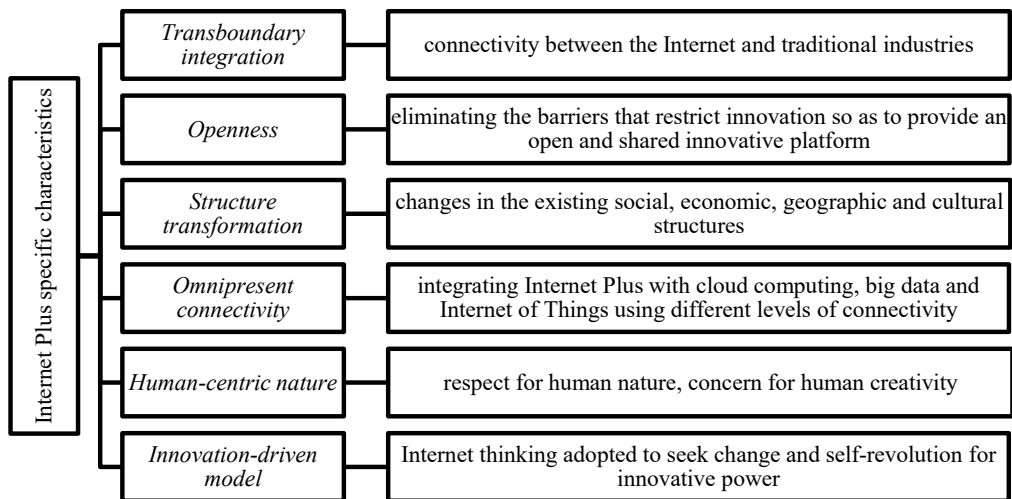 Internet Plus specific characteristics
Transboundary
integration
connectivity between the Internet and traditional industries
Openness
eliminating the barriers that restrict innovation so as to provide an
open and shared innovative platform
Structure
transformation
changes in the existing social, economic, geographic and cultural
structures
Omnipresent
connectivity
integrating Internet Plus with cloud computing, big data and
Internet of Things using different levels of connectivity
Human-centric nature
respect for human nature, concern for human creativity
Innovation-driven
model
Internet thinking adopted to seek change and self-revolution for
innovative power